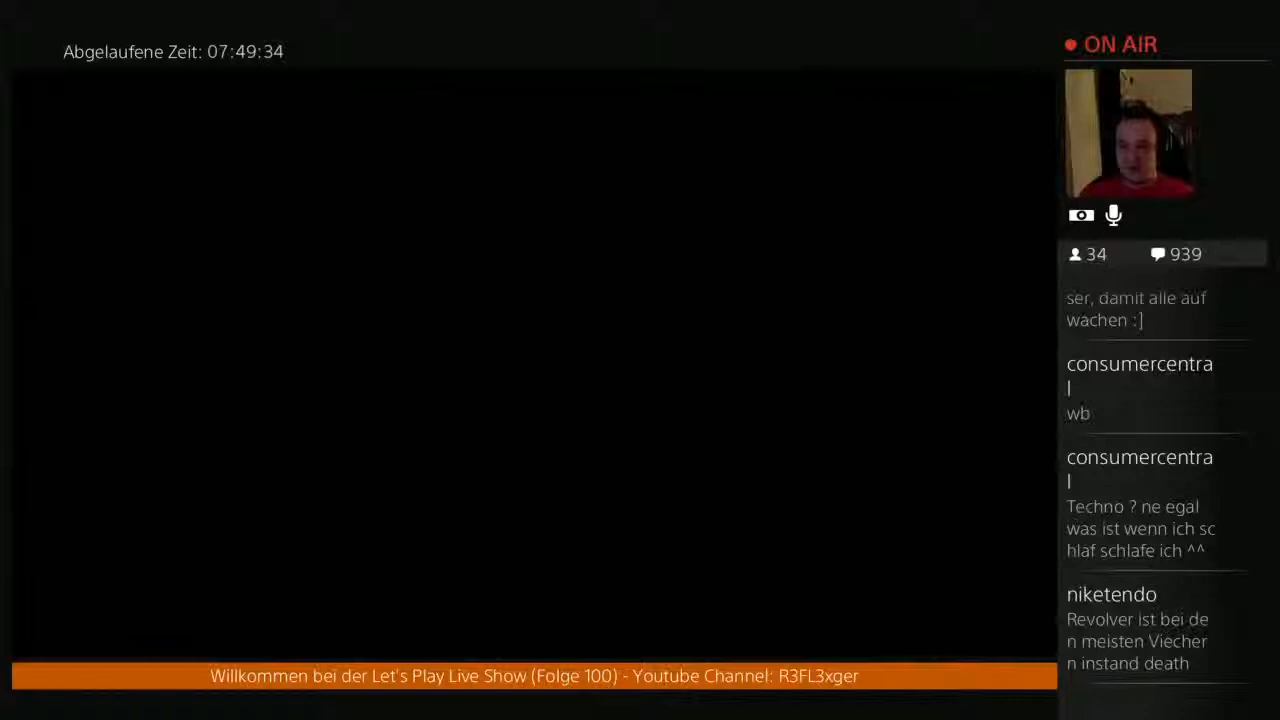 Abgelaufene Zeit: 07:49:34
ON AIR
34 939
ser, damit alle auf
wachen :]
consumercentra
l
wb
consumercentra
l
Techno ? ne egal
was ist wenn ich sc
hlaf schlafe ich ^^
niketendo
Revolver ist bei de
n meisten Viecher
n instand death
Willkommen bei der Let's Play Live Show (Folge 100) - Youtube Channel: R3FL3xger